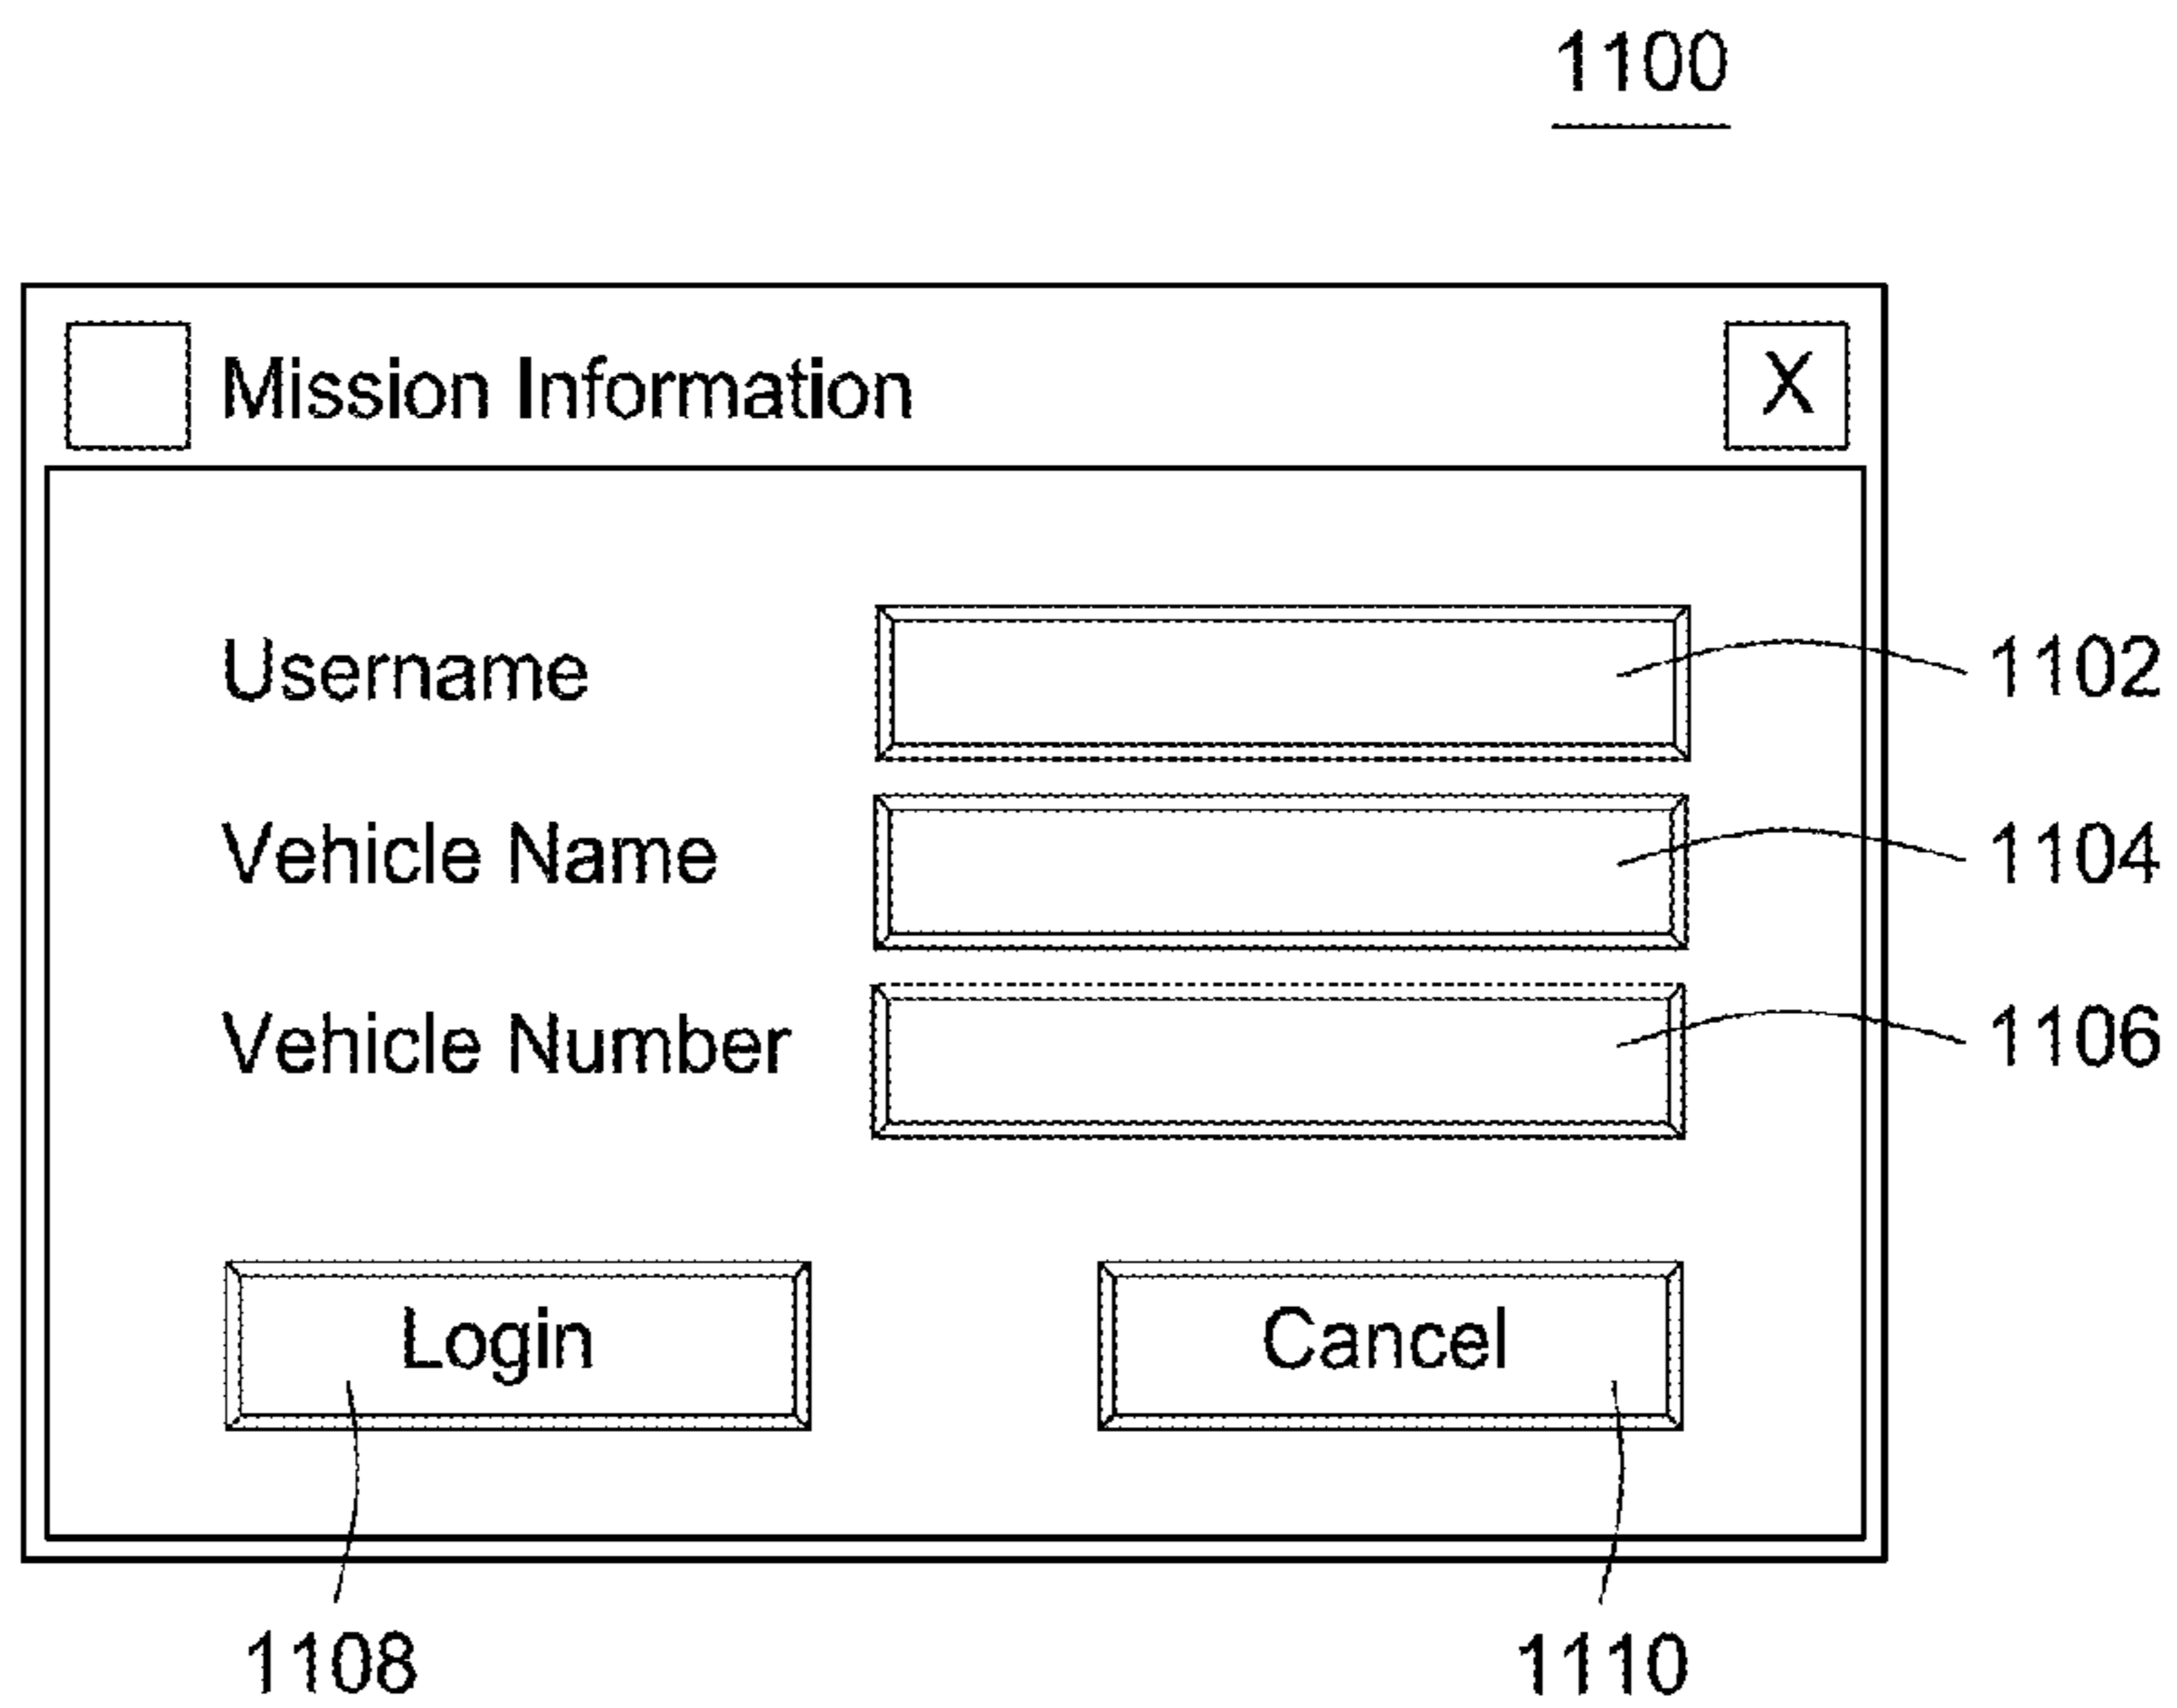 1100
Mission Information X
Username 1102
Vehicle Name 1104
Vehicle Number 1106
Login Cancel
1108 1110